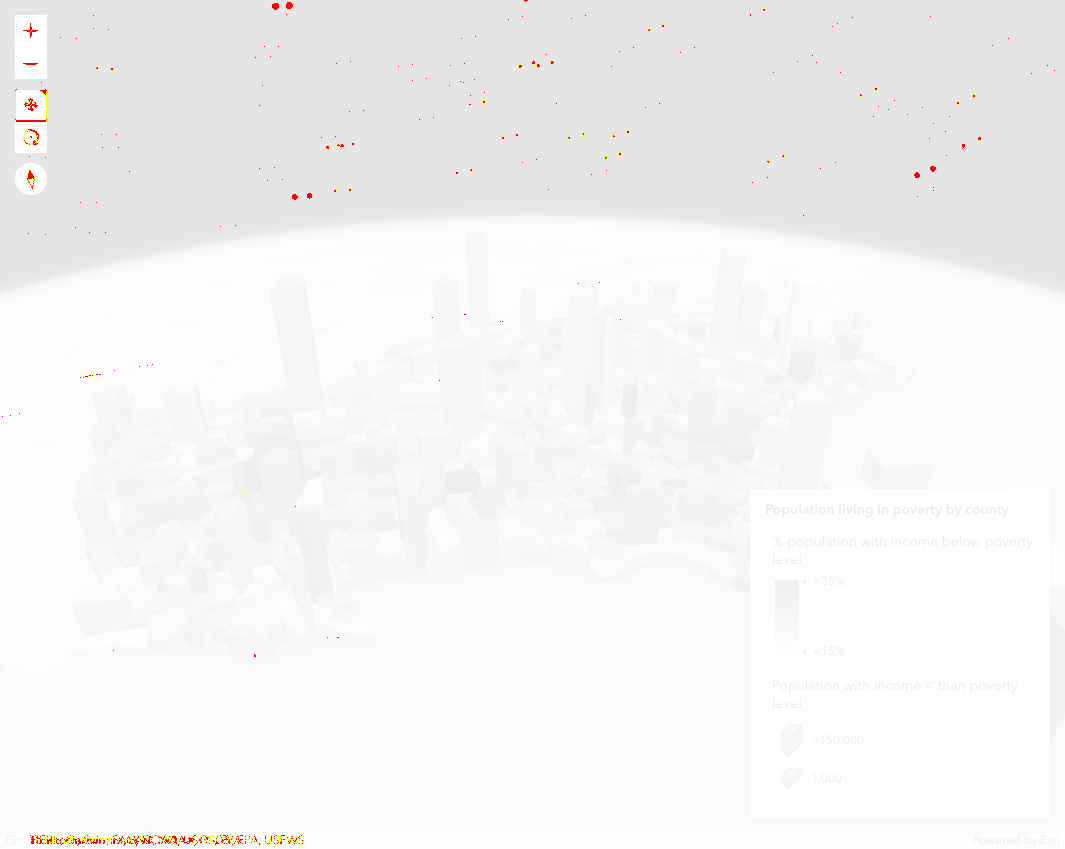 Population living in poverty by county
% population with income below poverty
level
>35%
<15%
Population with income < than poverty
level
>150,000
1,000
Esri, EPA, USFWS
Powered by Esri